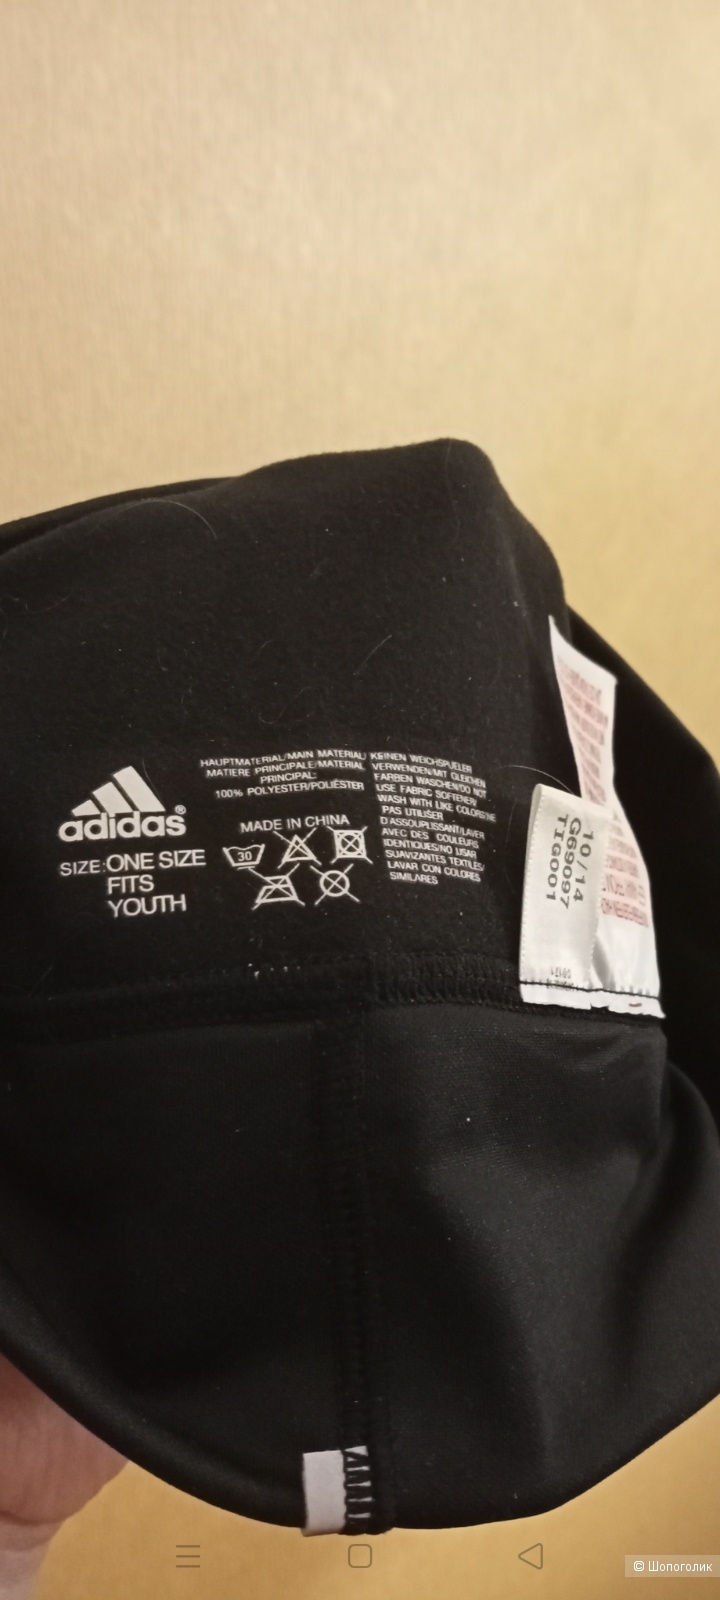 adidas®
SIZE: ONE SIZE
FITS
YOUTH
HAUPTMATERIAL/MAIN MATERIAL/
MATIERE PRINCIPALE/MATERIAL
PRINCIPAL:
100% POLYESTER/POLIÉSTER
MADE IN CHINA
30
KEINEN WEICHSPÜLER
VERWENDEN/MIT GLEICHEN
FARBEN WASCHEN/DO NOT
USE FABRIC SOFTENER/
WASH WITH LIKE COLORS/NE
PAS UTILISER
D'ASSOUPLISSANT/LAVER
AVEC DES COULEURS
IDENTIQUES/NO USAR
SUAVIZANTES TEXTILES/
LAVAR CON COLORES
SIMILARES
10/14
G69097
TIG001
© Шопоголик